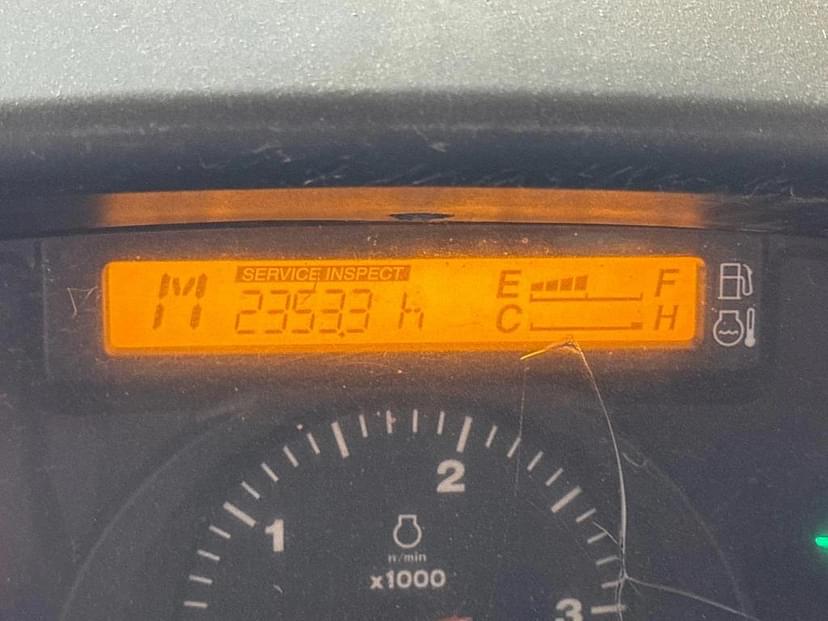 SERVICE INSPECT.
M 2353.3 h
E F
C H
2
1
n/min
x1000
3